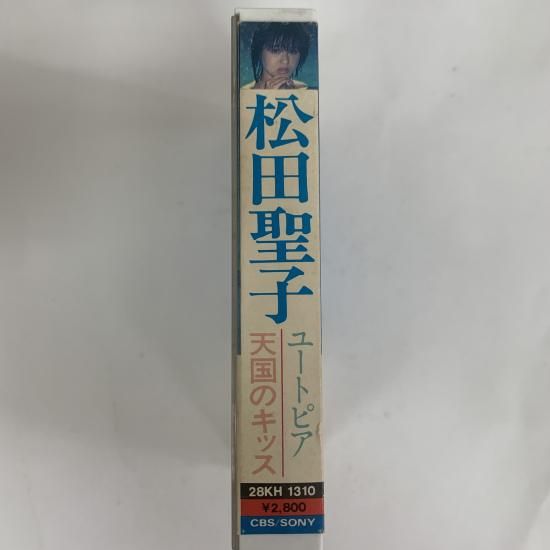 松田聖子
ユートピア
天国のキッス
28KH 1310
¥2,800
CBS/SONY